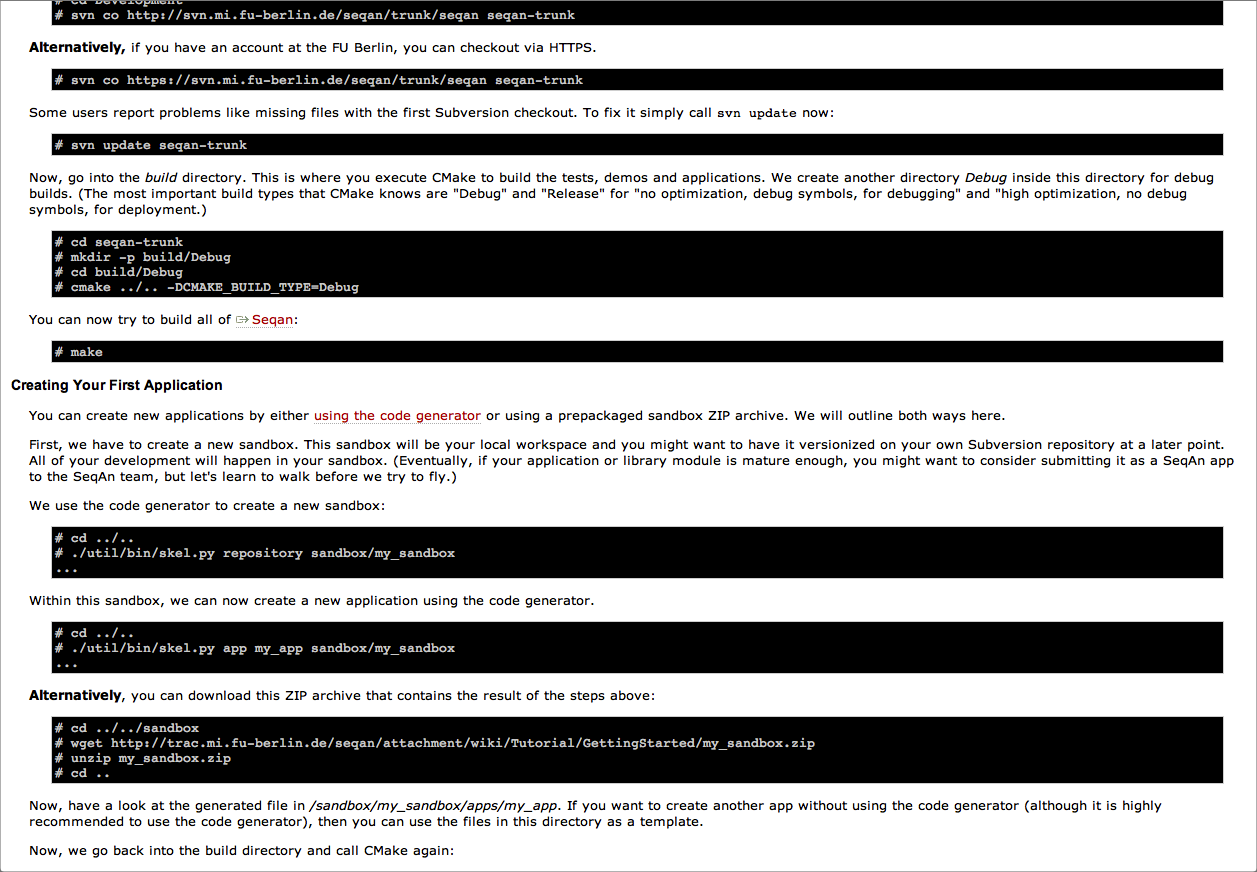 # cd Development
# svn co http://svn.mi.fu-berlin.de/seqan/trunk/seqan seqan-trunk
Alternatively, if you have an account at the FU Berlin, you can checkout via HTTPS.
# svn co https://svn.mi.fu-berlin.de/seqan/trunk/seqan seqan-trunk
Some users report problems like missing files with the first Subversion checkout. To fix it simply call svn update now:
# svn update seqan-trunk
Now, go into the build directory. This is where you execute CMake to build the tests, demos and applications. We create another directory Debug inside this directory for debug
builds. (The most important build types that CMake knows are "Debug" and "Release" for "no optimization, debug symbols, for debugging" and "high optimization, no debug
symbols, for deployment.)
# cd seqan-trunk
# mkdir -p build/Debug
# cd build/Debug
# cmake ../.. -DCMAKE_BUILD_TYPE=Debug
You can now try to build all of Seqan:
# make
Creating Your First Application
You can create new applications by either using the code generator or using a prepackaged sandbox ZIP archive. We will outline both ways here.
First, we have to create a new sandbox. This sandbox will be your local workspace and you might want to have it versionized on your own Subversion repository at a later point.
All of your development will happen in your sandbox. (Eventually, if your application or library module is mature enough, you might want to consider submitting it as a SeqAn app
to the SeqAn team, but let's learn to walk before we try to fly.)
We use the code generator to create a new sandbox:
# cd ../..
# ./util/bin/skel.py repository sandbox/my_sandbox
...
Within this sandbox, we can now create a new application using the code generator.
# cd ../..
# ./util/bin/skel.py app my_app sandbox/my_sandbox
...
Alternatively, you can download this ZIP archive that contains the result of the steps above:
# cd ../../sandbox
# wget http://trac.mi.fu-berlin.de/seqan/attachment/wiki/Tutorial/GettingStarted/my_sandbox.zip
# unzip my_sandbox.zip
# cd ..
Now, have a look at the generated file in /sandbox/my_sandbox/apps/my_app. If you want to create another app without using the code generator (although it is highly
recommended to use the code generator), then you can use the files in this directory as a template.
Now, we go back into the build directory and call CMake again: